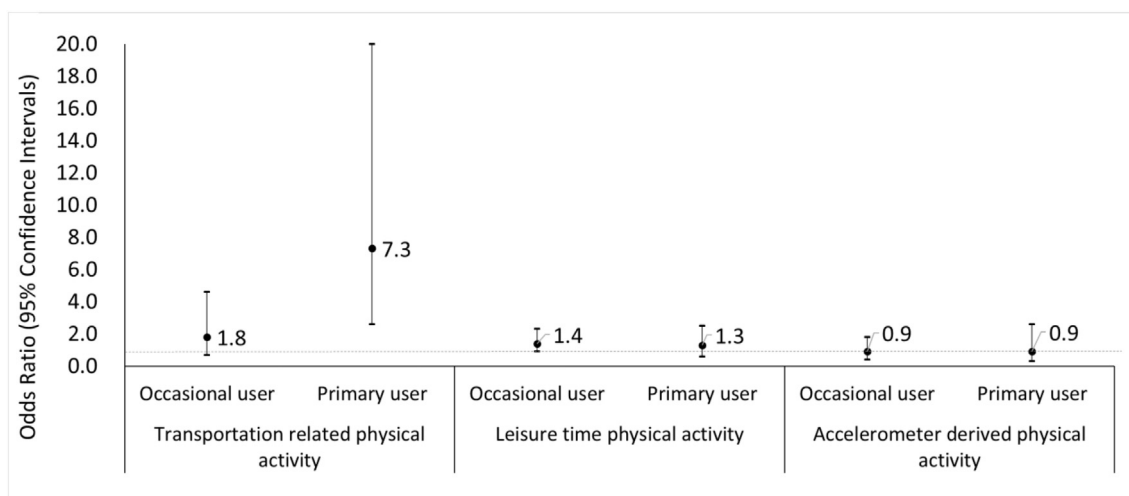 Odds Ratio (95% Confidence Intervals)
20.0
18.0
16.0
14.0
12.0
10.0
8.0
6.0
4.0
2.0
0.0
1.8
7.3
1.4
1.3
0.9
0.9
Occasional user
Primary user
Occasional user
Primary user
Occasional user
Primary user
Transportation related physical
activity
Leisure time physical activity
Accelerometer derived physical
activity